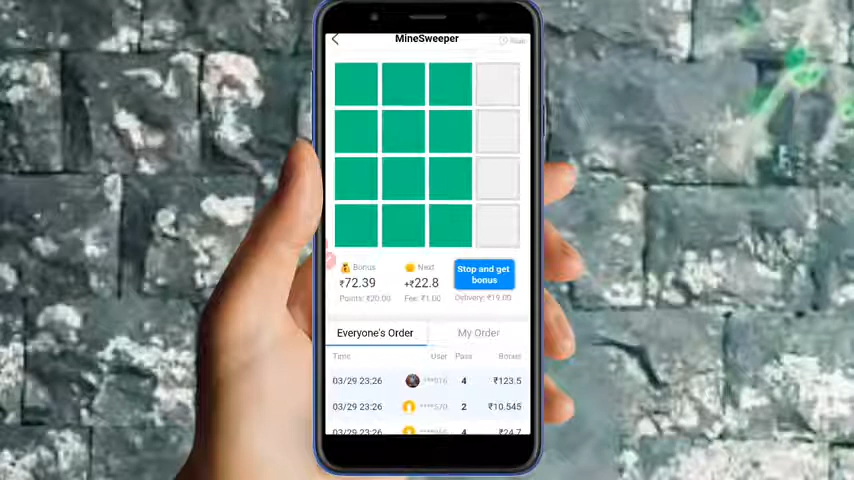 MineSweeper
Bonus
Next
Stop and get
bonus
₹72.39
+₹22.8
Points: ₹20.00
Fee: ₹1.00
Delivery: ₹19.00
Everyone's Order
My Order
Time
User
Pass
Bonus
03/29 23:26
4
₹123.5
03/29 23:26
2
₹10.545
03/29 23:26
4
₹24.7